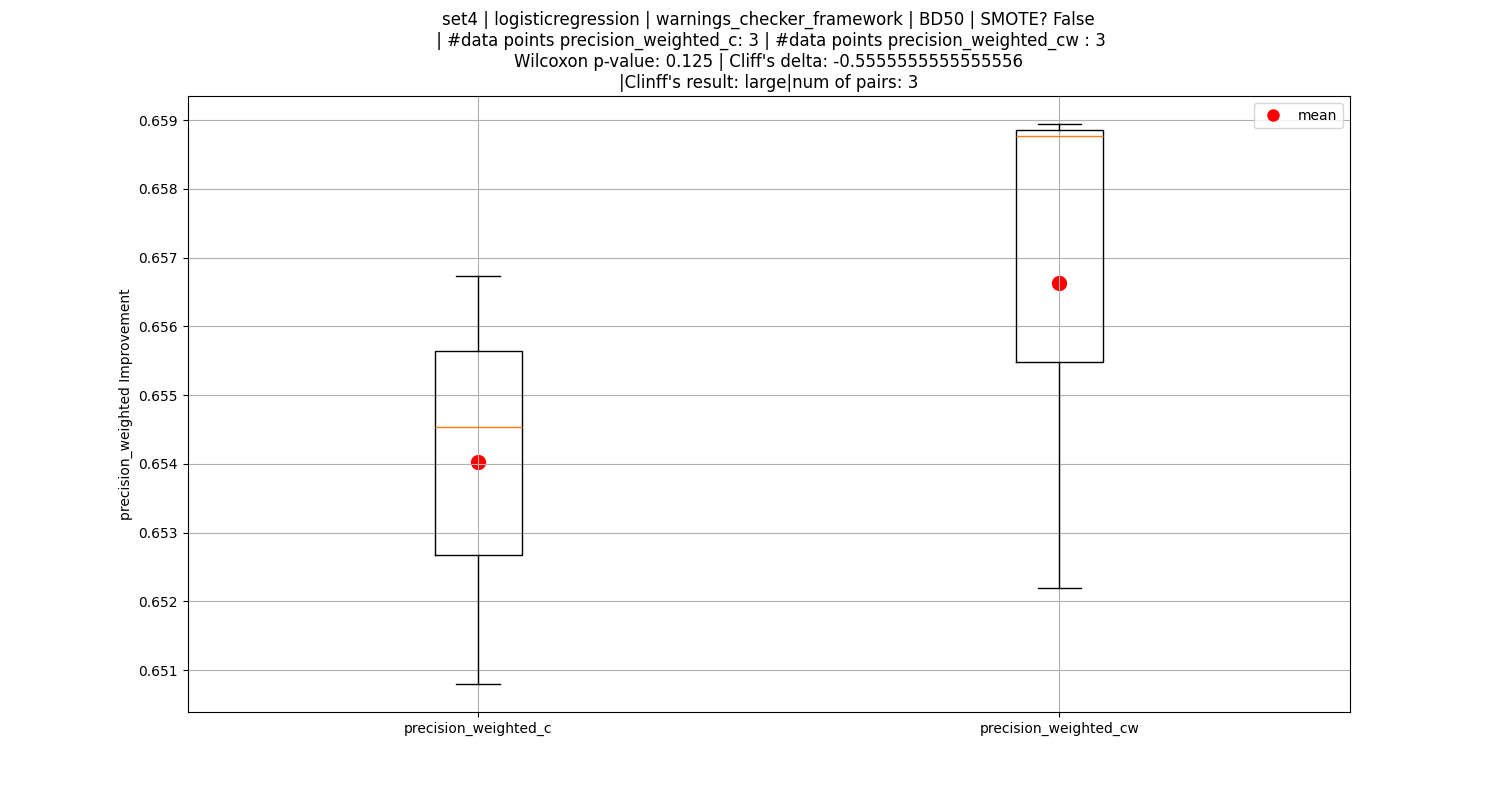 set4 | logisticregression | warnings_checker_framework | BD50 | SMOTE? False
| #data points precision_weighted_c: 3 | #data points precision_weighted_cw : 3
Wilcoxon p-value: 0.125 | Cliff's delta: -0.5555555555555556
|Clinff's result: large|num of pairs: 3
mean
0.659
0.658
0.657
0.656
0.655
0.654
0.653
0.652
0.651
precision_weighted Improvement
precision_weighted_c
precision_weighted_cw